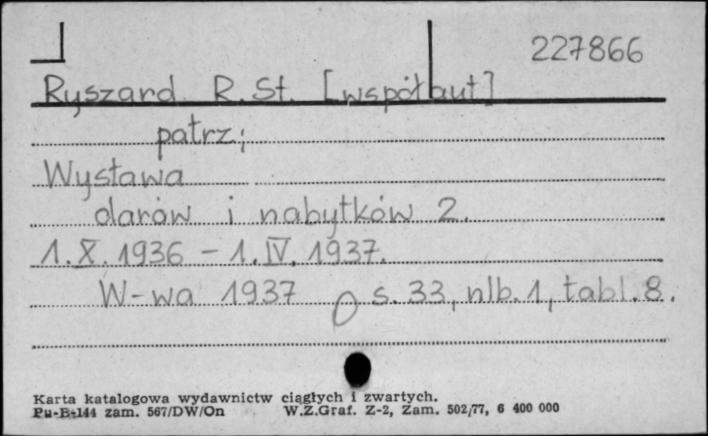 227866
Ryszard R. St. [współaut]
patrz:
Wystawa
darów i nabytków 2.
1. X. 1936 - 1. IV. 1937.
W-wa 1937 s. 33, nlb. 1, tabl. 8.
Karta katalogowa wydawnictw ciągłych i zwartych.
Pu-B-144 zam. 567/DW/On W.Z.Graf. Z-2, Zam. 502/77, 6 400 000